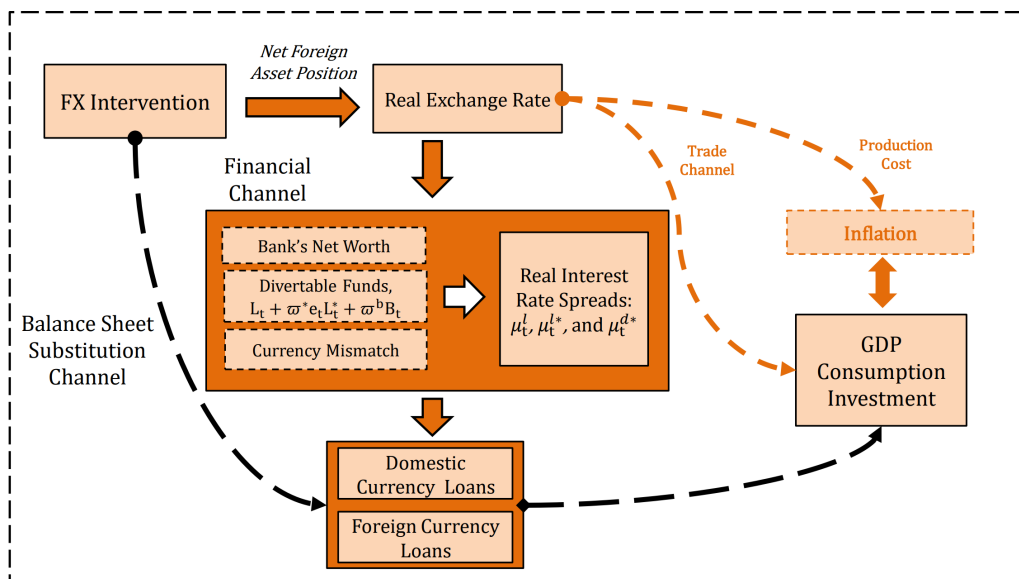 Net Foreign
Asset Position
FX Intervention
Real Exchange Rate
Trade
Channel
Production
Cost
Financial
Channel
Bank's Net Worth
Divertable Funds,
Lₜ + ϖ*eₜLₜ* + ϖᵇBₜ
Currency Mismatch
Real Interest
Rate Spreads:
μₜˡ, μₜˡ*, and μₜᵈ*
Inflation
Balance Sheet
Substitution
Channel
GDP
Consumption
Investment
Domestic
Currency Loans
Foreign Currency
Loans